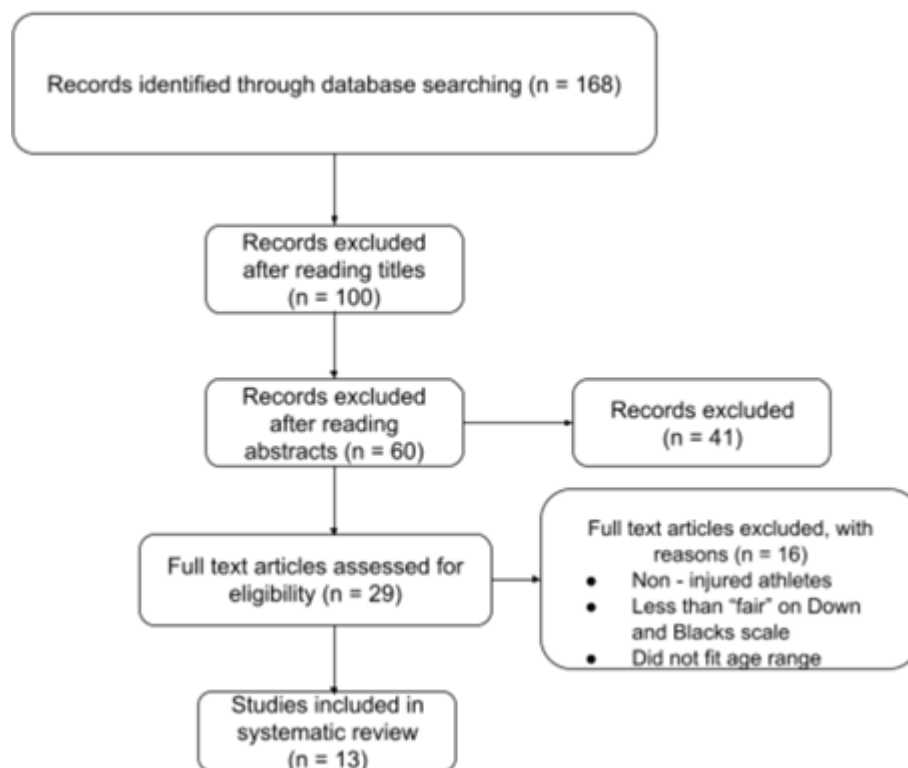 Records identified through database searching (n = 168)
Records excluded
after reading titles
(n = 100)
Records excluded
after reading
abstracts (n = 60)
Records excluded
(n = 41)
Full text articles assessed for
eligibility (n = 29)
Full text articles excluded, with
reasons (n = 16)
● Non - injured athletes
● Less than “fair” on Down
and Blacks scale
● Did not fit age range
Studies included in
systematic review
(n = 13)